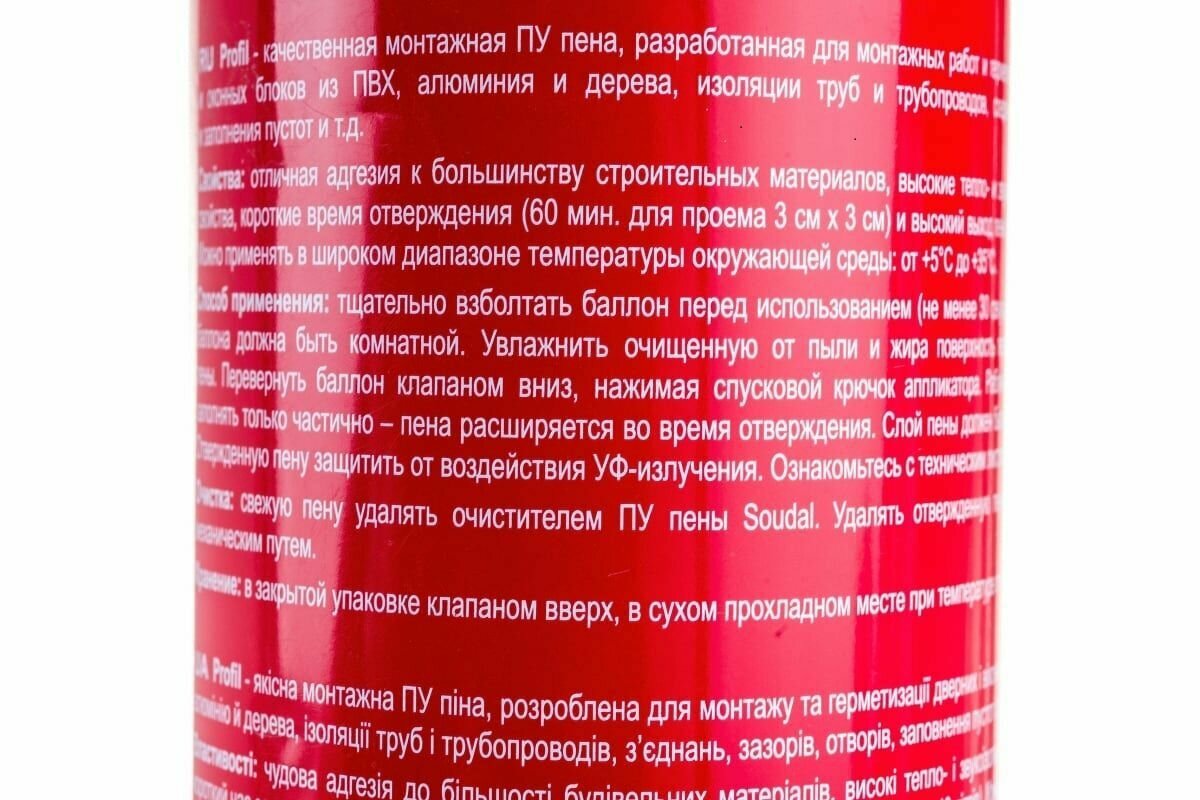 RU Profil - качественная монтажная ПУ пена, разработанная для монтажных работ и
и оконных блоков из ПВХ, алюминия и дерева, изоляции труб и трубопроводов,
и заполнения пустот и т.д.
Свойства: отличная адгезия к большинству строительных материалов, высокие тепло- и
свойства, короткие время отверждения (60 мин. для проема 3 см x 3 см) и высокий выход
Можно применять в широком диапазоне температуры окружающей среды: от +5°C до +35°C.
Способ применения: тщательно взболтать баллон перед использованием (не менее 30
баллона должна быть комнатной. Увлажнить очищенную от пыли и жира поверхность
пены. Перевернуть баллон клапаном вниз, нажимая спусковой крючок аппликатора.
заполнять только частично – пена расширяется во время отверждения. Слой пены должен
Отвержденную пену защитить от воздействия УФ-излучения. Ознакомьтесь с техническим
Очистка: свежую пену удалять очистителем ПУ пены Soudal. Удалять отвержденную
механическим путем.
Хранение: в закрытой упаковке клапаном вверх, в сухом прохладном месте при температуре
UA Profil - якісна монтажна ПУ піна, розроблена для монтажу та герметизації дверних і
алюмінію й дерева, ізоляції труб і трубопроводів, з’єднань, зазорів, отворів, заповнення пустот
Властивості: чудова адгезія до більшості будівельних матеріалів, високі тепло- і